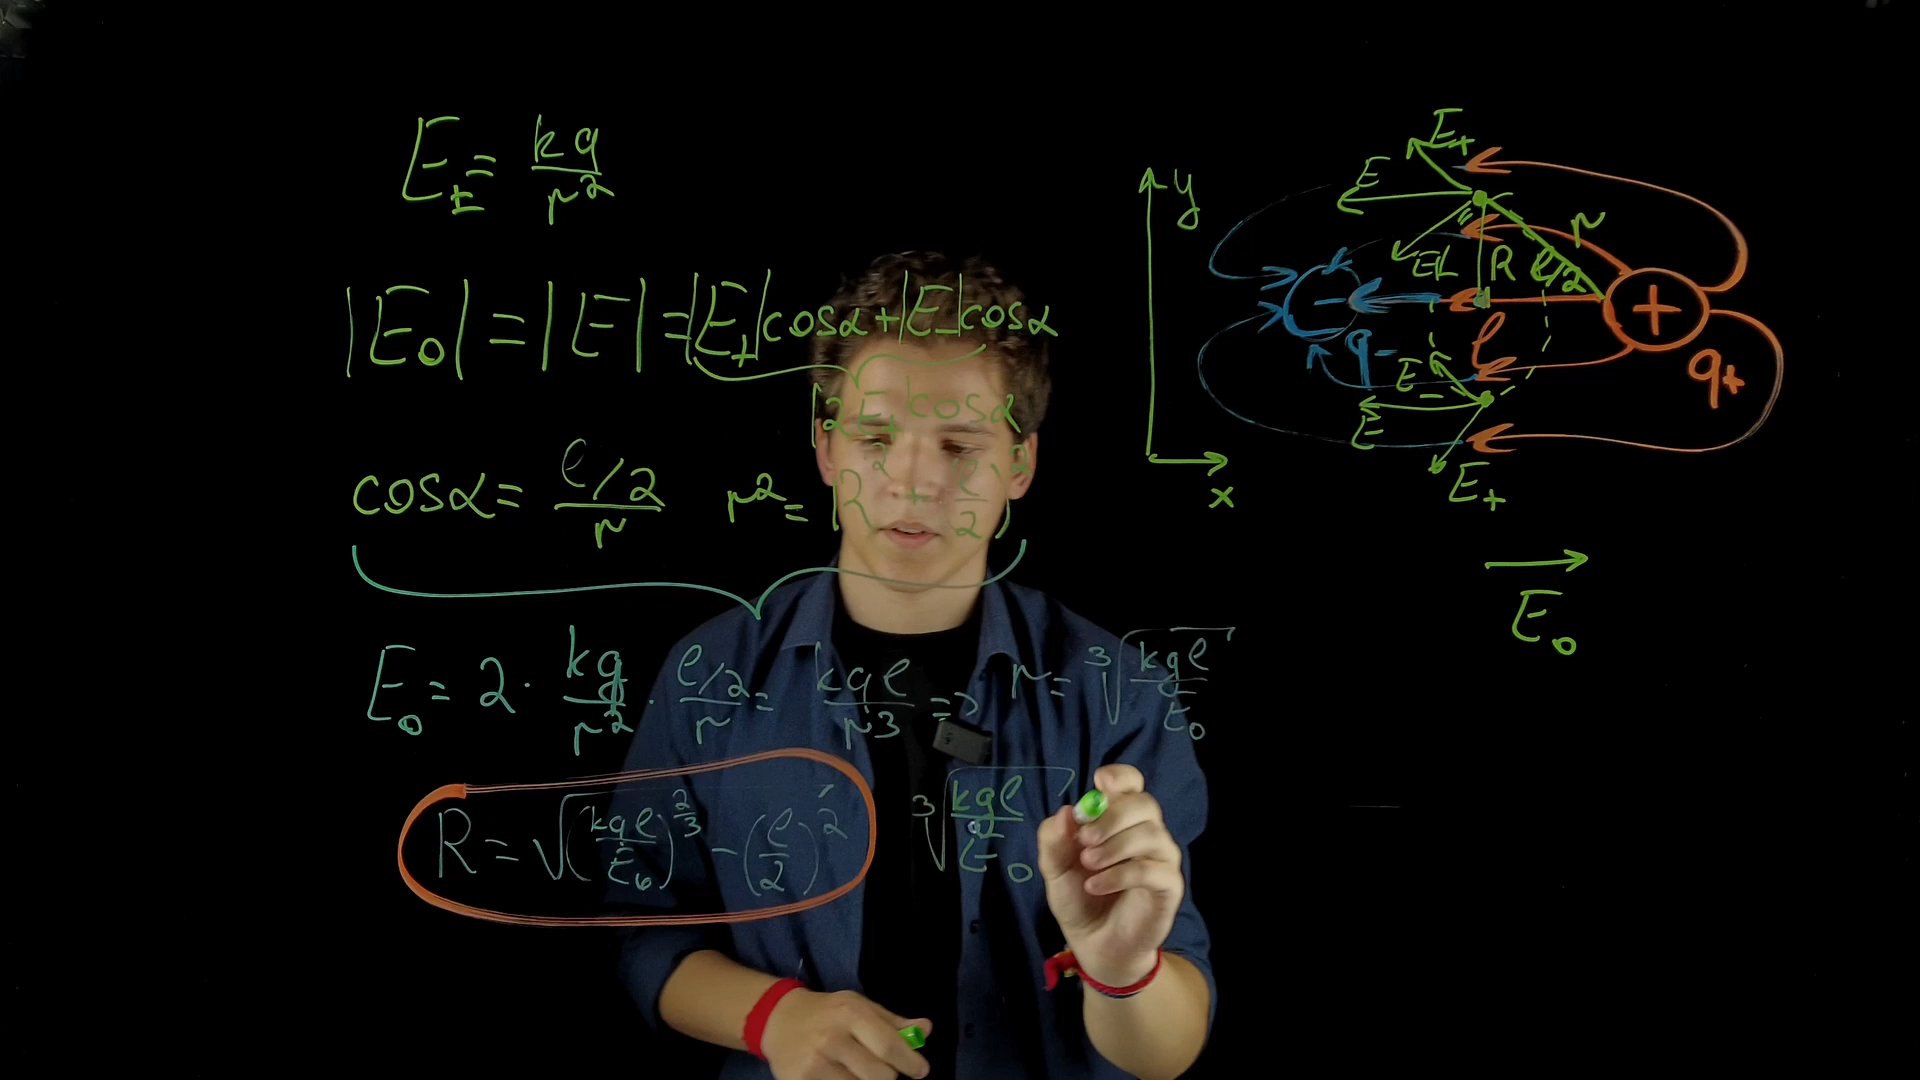 E± = kq/r²
|E₀| = |E| = |E₊|cosα + |E₋|cosα
|2E₊cosα
cosα = (ℓ/2)/r r² = R² + (ℓ/2)²
E₀ = 2 · kq/r² · (ℓ/2)/r = kqℓ/r³ => r = ∛(kqℓ/E₀)
R = √((kqℓ/E₀)^(2/3) − (ℓ/2)²) ∛(kqℓ/E₀)
y
x
E₊
E
r
E
R
ℓ/2
−
+
q−
ℓ
q₊
E−
E
E₊
E₀